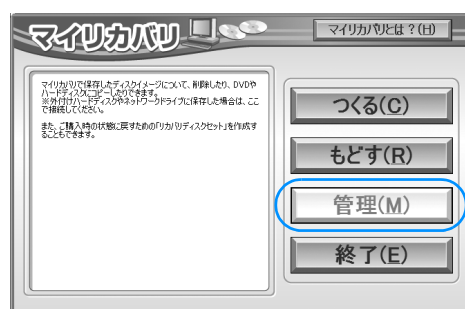 マイリカバリ
マイリカバリとは?(H)
マイリカバリで保存したディスクイメージについて、削除したり、DVDや
ハードディスクにコピーしたりできます。
※外付けハードディスクやネットワークドライブに保存した場合は、ここ
で接続してください。
また、ご購入時の状態に戻すための「リカバリディスクセット」を作成す
ることもできます。
つくる(C)
もどす(R)
管理(M)
終了(E)